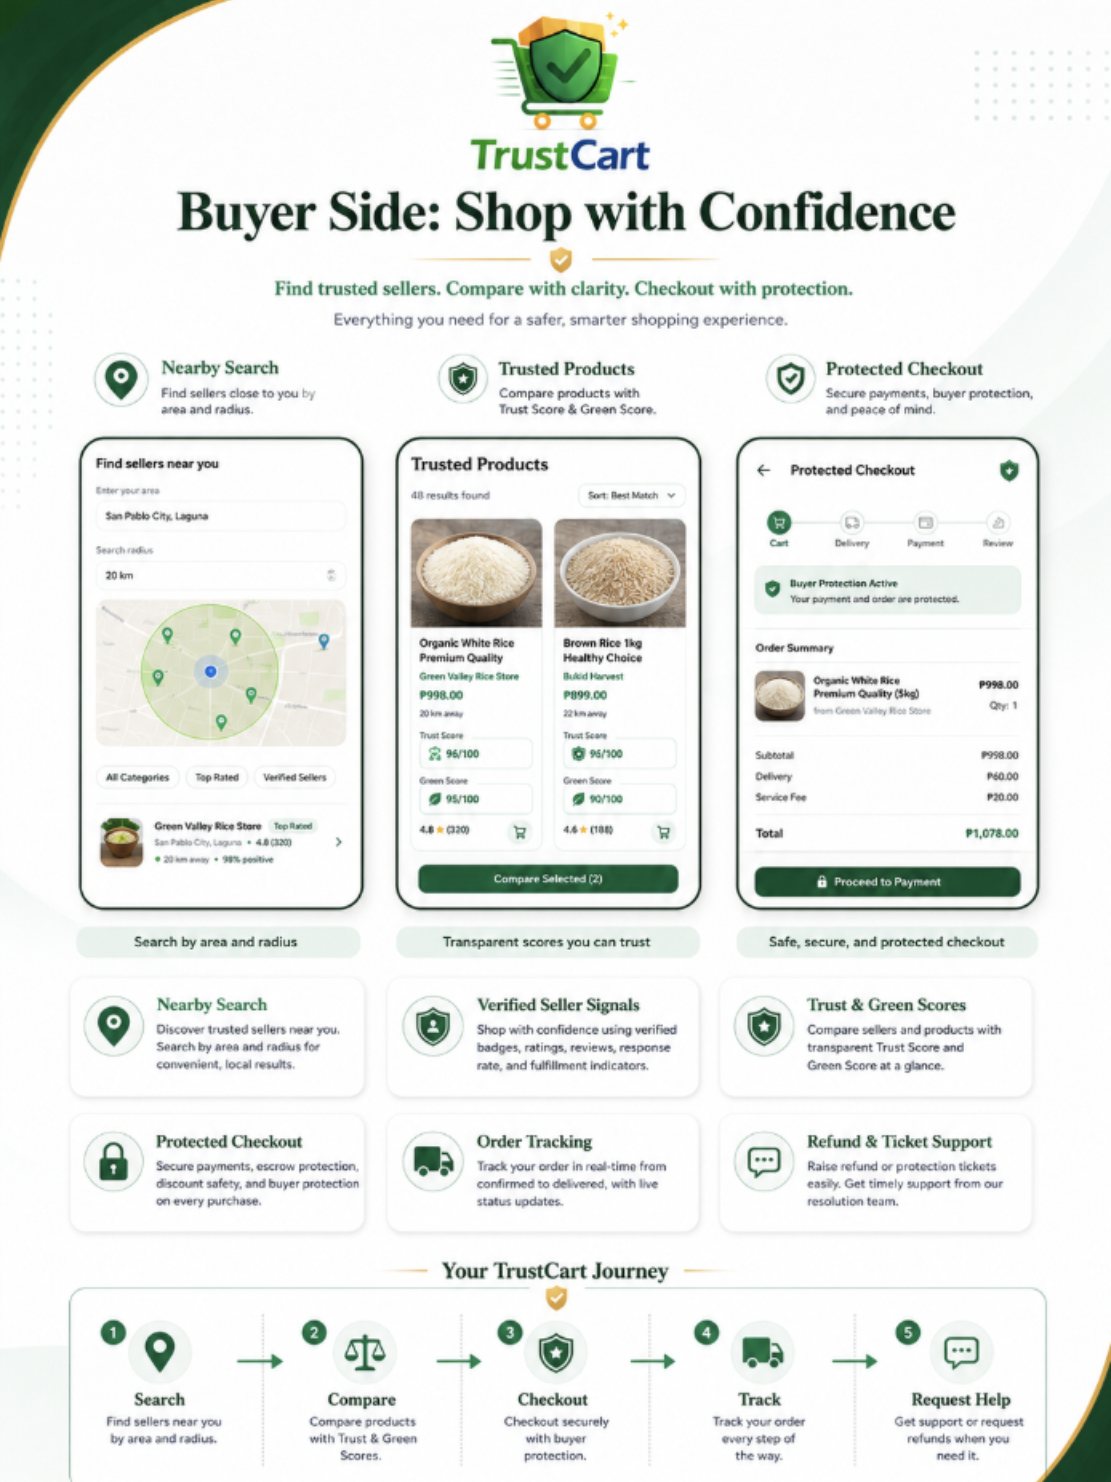 TrustCart
Buyer Side: Shop with Confidence
Find trusted sellers. Compare with clarity. Checkout with protection.
Everything you need for a safer, smarter shopping experience.
Nearby Search
Find sellers close to you by
area and radius.
Trusted Products
Compare products with
Trust Score & Green Score.
Protected Checkout
Secure payments, buyer protection,
and peace of mind.
Find sellers near you
Enter your area
San Pablo City, Laguna
Search radius
20 km
All Categories
Top Rated
Verified Sellers
Green Valley Rice Store Top Rated
San Pablo City, Laguna • 4.8 (320)
20 km away • 98% positive
Trusted Products
48 results found
Sort: Best Match
Organic White Rice
Premium Quality
Green Valley Rice Store
₱998.00
20 km away
Trust Score
96/100
Green Score
95/100
4.8 (320)
Brown Rice 1kg
Healthy Choice
Bukid Harvest
₱899.00
22 km away
Trust Score
96/100
Green Score
90/100
4.6 (188)
Compare Selected (2)
Protected Checkout
Cart
Delivery
Payment
Review
Buyer Protection Active
Your payment and order are protected.
Order Summary
Organic White Rice
Premium Quality (5kg)
from Green Valley Rice Store
₱998.00
Qty: 1
Subtotal ₱998.00
Delivery ₱60.00
Service Fee ₱20.00
Total ₱1,078.00
Proceed to Payment
Search by area and radius
Transparent scores you can trust
Safe, secure, and protected checkout
Nearby Search
Discover trusted sellers near you.
Search by area and radius for
convenient, local results.
Verified Seller Signals
Shop with confidence using verified
badges, ratings, reviews, response
rate, and fulfillment indicators.
Trust & Green Scores
Compare sellers and products with
transparent Trust Score and
Green Score at a glance.
Protected Checkout
Secure payments, escrow protection,
discount safety, and buyer protection
on every purchase.
Order Tracking
Track your order in real-time from
confirmed to delivered, with live
status updates.
Refund & Ticket Support
Raise refund or protection tickets
easily. Get timely support from our
resolution team.
Your TrustCart Journey
1
Search
Find sellers near you
by area and radius.
2
Compare
Compare products
with Trust & Green
Scores.
3
Checkout
Checkout securely
with buyer
protection.
4
Track
Track your order
every step of
the way.
5
Request Help
Get support or request
refunds when you
need it.